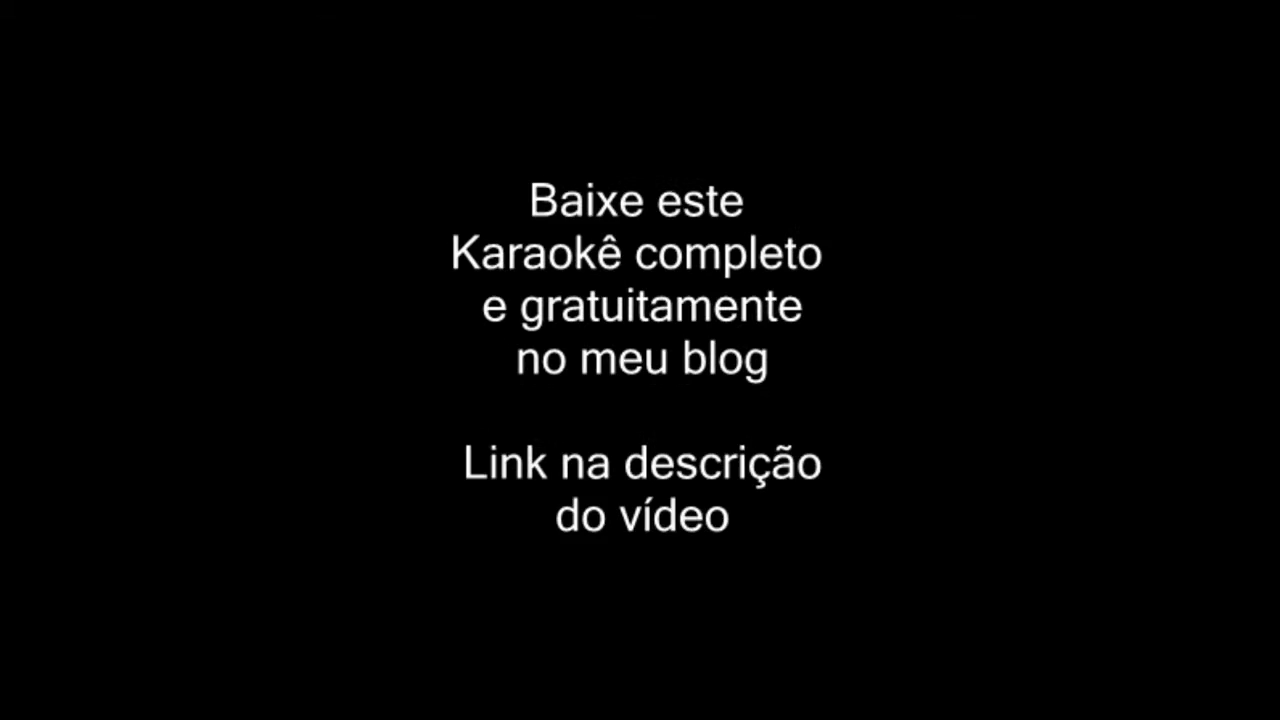 Baixe este
Karaokê completo
e gratuitamente
no meu blog
Link na descrição
do vídeo